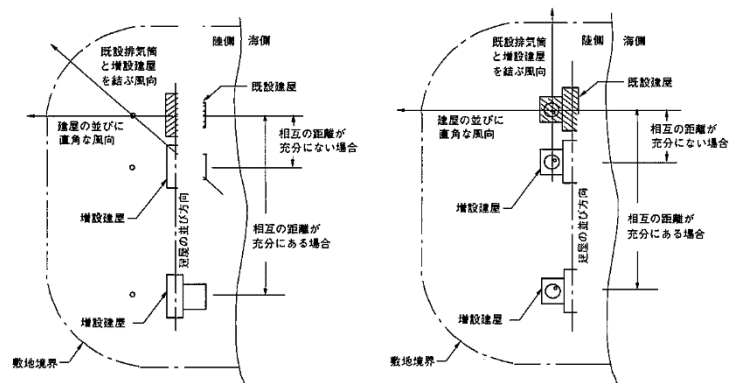 陸側
海側
既設排気筒
と増設建屋
を結ぶ風向
既設建屋
建屋の並びに
直角な風向
相互の距離が
充分にない場合
増設建屋
建屋の並び方向
相互の距離が
充分にある場合
増設建屋
敷地境界
既設排気筒
と増設建屋
を結ぶ風向
陸側
海側
既設建屋
建屋の並びに
直角な風向
相互の距離が
充分にない場合
増設建屋
建屋の並び方向
相互の距離が
充分にある場合
増設建屋
敷地境界